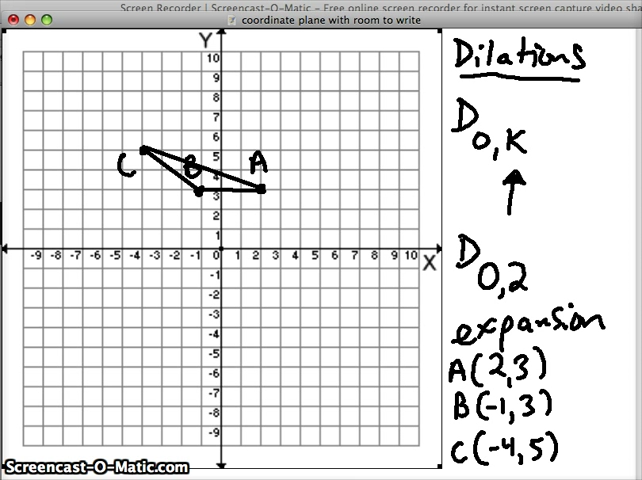 Screen Recorder | Screencast-O-Matic - Free online screen recorder for instant screen capture video sha
coordinate plane with room to write
Y
Dilations
10
9
8
7
6
5
4
3
2
1
C
B
A
D O,K
-9 -8 -7 -6 -5 -4 -3 -2 -1 0 1 2 3 4 5 6 7 8 9 10
X
-1
-2
-3
-4
-5
-6
-7
-8
-9
D O,2
expansion
A(2,3)
B(-1,3)
C(-4,5)
Screencast-O-Matic.com